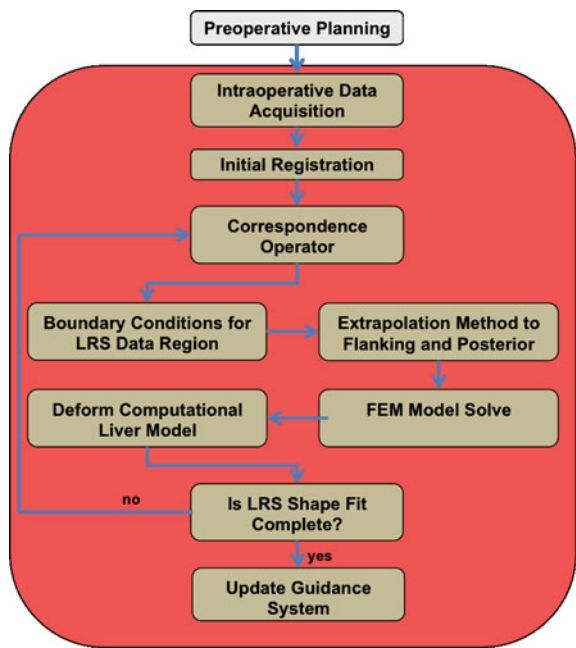 Preoperative Planning
Intraoperative Data
Acquisition
Initial Registration
Correspondence
Operator
Boundary Conditions for
LRS Data Region
Extrapolation Method to
Flanking and Posterior
Deform Computational
Liver Model
FEM Model Solve
no
Is LRS Shape Fit
Complete?
yes
Update Guidance
System